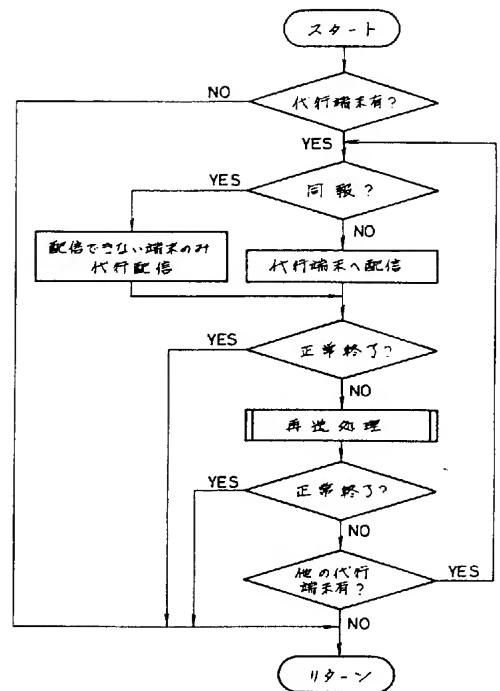 スタート
NO
代行端末有?
YES
YES
同報?
NO
配信できない端末のみ
代行配信
代行端末へ配信
YES
正常終了?
NO
再送処理
YES
正常終了?
NO
他の代行
端末有?
YES
NO
リターン